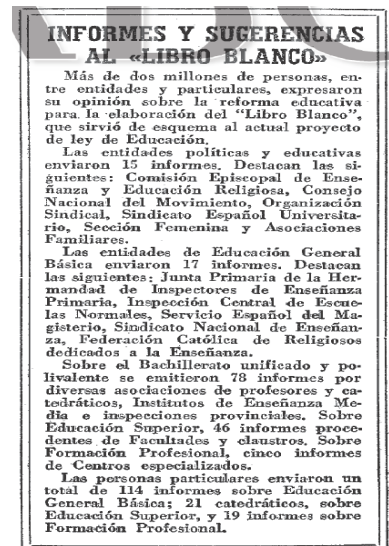 INFORMES Y SUGERENCIAS
AL «LIBRO BLANCO»
Más de dos millones de personas, en-
tre entidades y particulares, expresaron
su opinión sobre la reforma educativa
para la elaboración del "Libro Blanco",
que sirvió de esquema al actual proyecto
de ley de Educación.
Las entidades políticas y educativas
enviaron 15 informes. Destacan las si-
guientes: Comisión Episcopal de Ense-
ñanza y Educación Religiosa, Consejo
Nacional del Movimiento, Organización
Sindical, Sindicato Español Universita-
rio, Sección Femenina y Asociaciones
Familiares.
Las entidades de Educación General
Básica enviaron 17 informes. Destacan
las siguientes: Junta Primaria de la Her-
mandad de Inspectores de Enseñanza
Primaria, Inspección Central de Escue-
las Normales, Servicio Español del Ma-
gisterio, Sindicato Nacional de Enseñan-
za, Federación Católica de Religiosos
dedicados a la Enseñanza.
Sobre el Bachillerato unificado y po-
livalente se emitieron 78 informes por
diversas asociaciones de profesores y ca-
tedráticos, Institutos de Enseñanza Me-
dia e inspecciones provinciales. Sobre
Educación Superior, 46 informes proce-
dentes de Facultades y claustros. Sobre
Formación Profesional, cinco informes
de Centros especializados.
Las personas particulares enviaron un
total de 114 informes sobre Educación
General Básica; 21 catedráticos, sobre
Educación Superior, y 19 informes sobre
Formación Profesional.